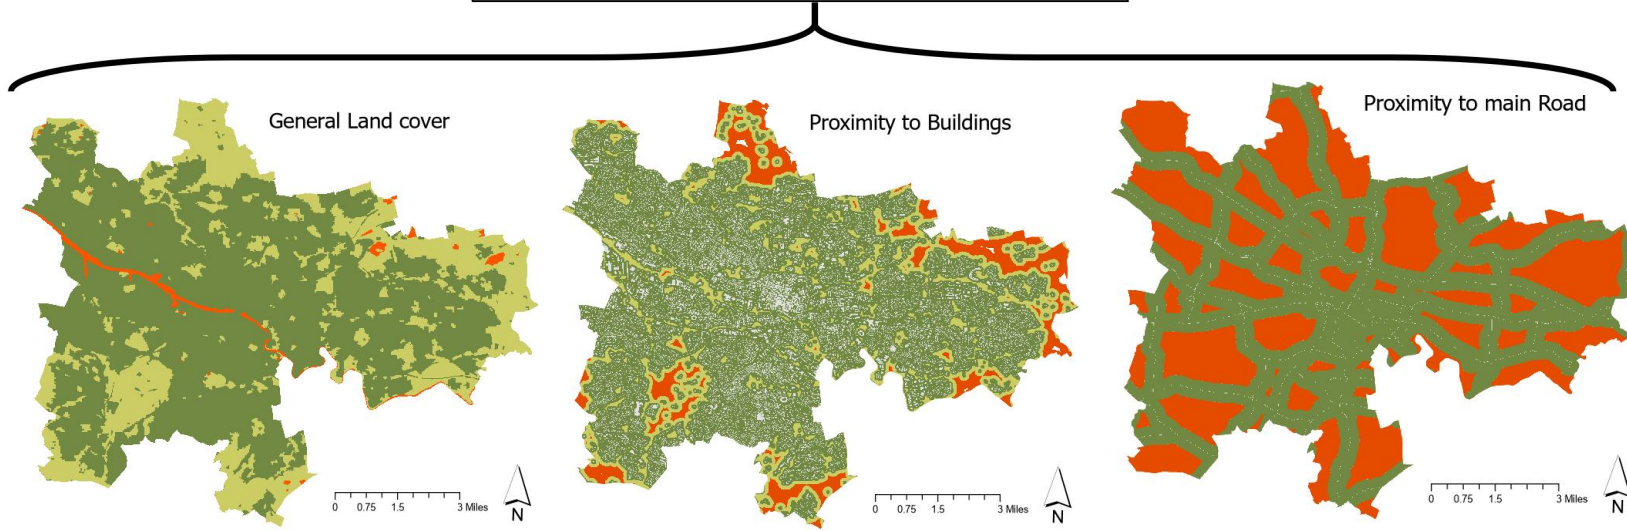 General Land cover
Proximity to Buildings
Proximity to main Road
0 0.75 1.5 3 Miles
N
0 0.75 1.5 3 Miles
N
0 0.75 1.5 3 Miles
N